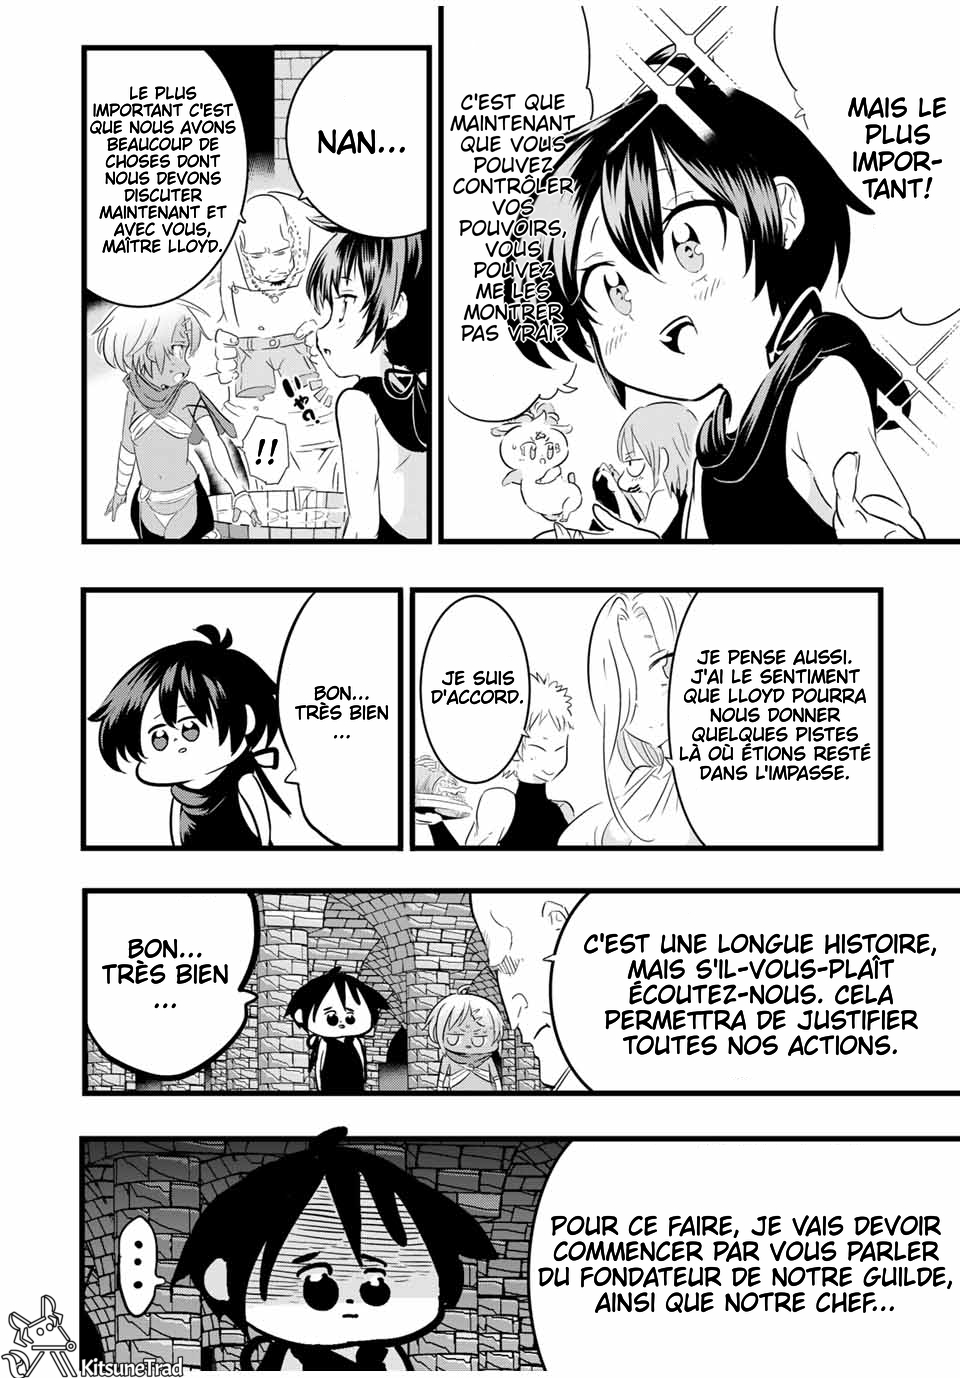 MAIS LE
PLUS
IMPOR-
TANT!
C'EST QUE
MAINTENANT
QUE VOUS
POUVEZ
CONTRÔLER
VOS
POUVOIRS,
VOUS
POUVEZ
ME LES
MONTRER
PAS VRAI?
NAN...
LE PLUS
IMPORTANT C'EST
QUE NOUS AVONS
BEAUCOUP DE
CHOSES DONT
NOUS DEVONS
DISCUTER
MAINTENANT ET
AVEC VOUS,
MAÎTRE LLOYD.
いや?
!!
JE PENSE AUSSI.
J'AI LE SENTIMENT
QUE LLOYD POURRA
NOUS DONNER
QUELQUES PISTES
LÀ OÙ ÉTIONS RESTÉ
DANS L'IMPASSE.
JE SUIS
D'ACCORD.
BON...
TRÈS BIEN
...
C'EST UNE LONGUE HISTOIRE,
MAIS S'IL-VOUS-PLAÎT
ÉCOUTEZ-NOUS. CELA
PERMETTRA DE JUSTIFIER
TOUTES NOS ACTIONS.
BON...
TRÈS BIEN
...
POUR CE FAIRE, JE VAIS DEVOIR
COMMENCER PAR VOUS PARLER
DU FONDATEUR DE NOTRE GUILDE,
AINSI QUE NOTRE CHEF...
...
KitsuneTrad